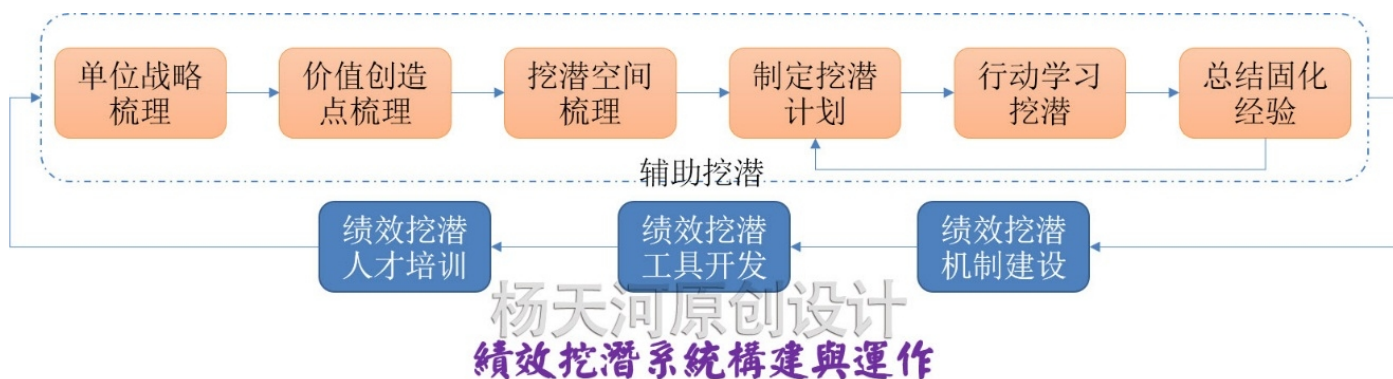 单位战略
梳理
价值创造
点梳理
挖潜空间
梳理
制定挖潜
计划
行动学习
挖潜
总结固化
经验
辅助挖潜
绩效挖潜
人才培训
绩效挖潜
工具开发
绩效挖潜
机制建设
杨天河原创设计
績效挖潛系統構建與運作